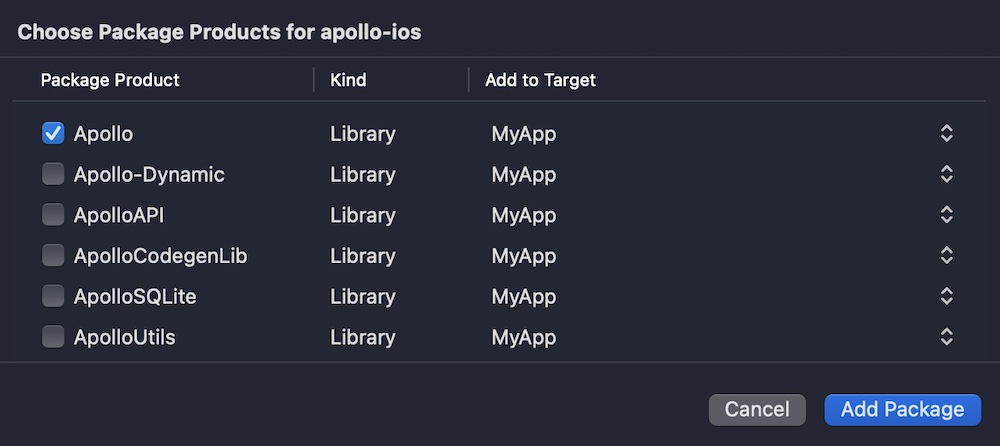 Choose Package Products for apollo-ios
Package Product Kind Add to Target
Apollo Library MyApp
Apollo-Dynamic Library MyApp
ApolloAPI Library MyApp
ApolloCodegenLib Library MyApp
ApolloSQLite Library MyApp
ApolloUtils Library MyApp
Cancel Add Package